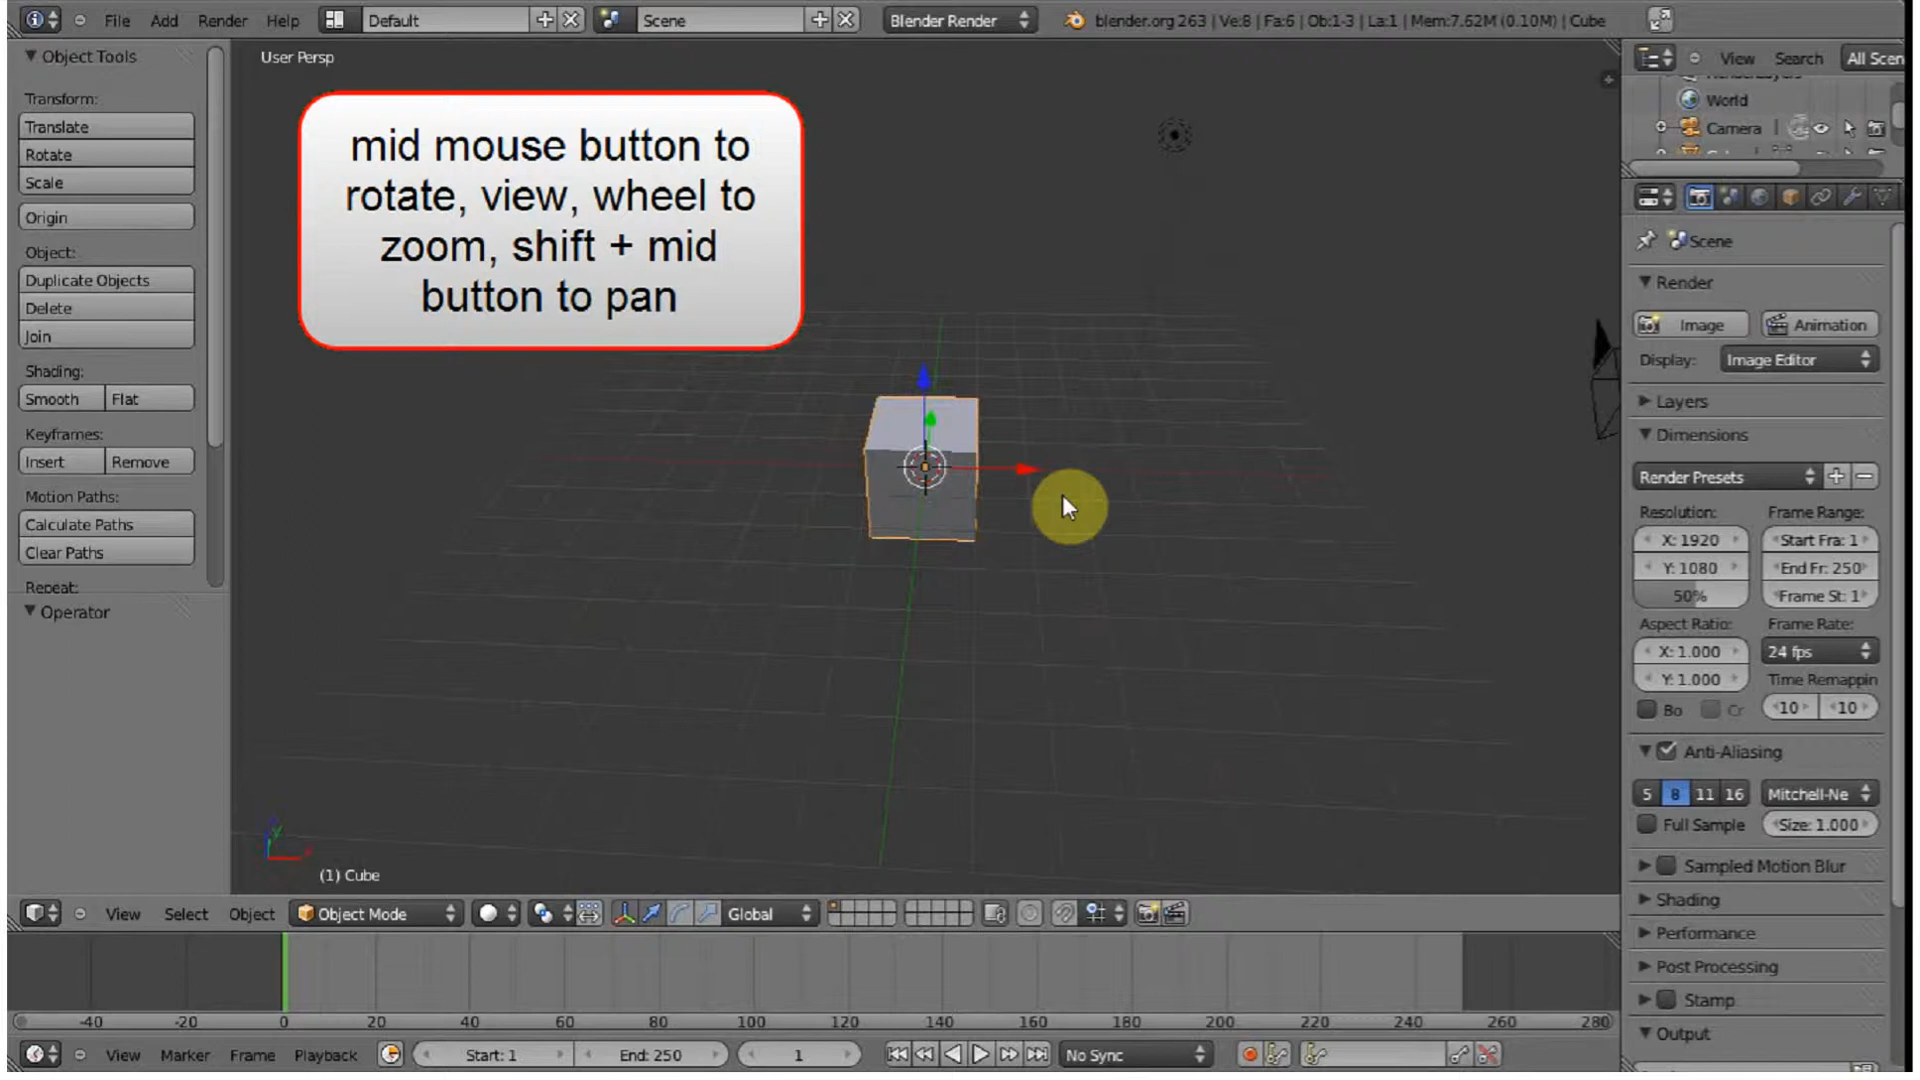 File Add Render Help Default Scene Blender Render blender.org 263 | Ve:8 | Fa:6 | Ob:1-3 | La:1 | Mem:7.62M (0.10M) | Cube
Object Tools
Transform:
Translate
Rotate
Scale
Origin
Object:
Duplicate Objects
Delete
Join
Shading:
Smooth Flat
Keyframes:
Insert Remove
Motion Paths:
Calculate Paths
Clear Paths
Repeat:
Operator
User Persp
mid mouse button to
rotate, view, wheel to
zoom, shift + mid
button to pan
(1) Cube
View Search All Scen
World
Camera
Scene
Render
Image Animation
Display: Image Editor
Layers
Dimensions
Render Presets
Resolution: Frame Range:
X: 1920 Start Fra: 1
Y: 1080 End Fr: 250
50% Frame St: 1
Aspect Ratio: Frame Rate:
X: 1.000 24 fps
Y: 1.000 Time Remappin
Bo Cr 10 10
Anti-Aliasing
5 8 11 16 Mitchell-Ne
Full Sample Size: 1.000
Sampled Motion Blur
Shading
Performance
Post Processing
Stamp
Output
View Select Object Object Mode Global
-40 -20 0 20 40 60 80 100 120 140 160 180 200 220 240 260 280
View Marker Frame Playback Start: 1 End: 250 1 No Sync